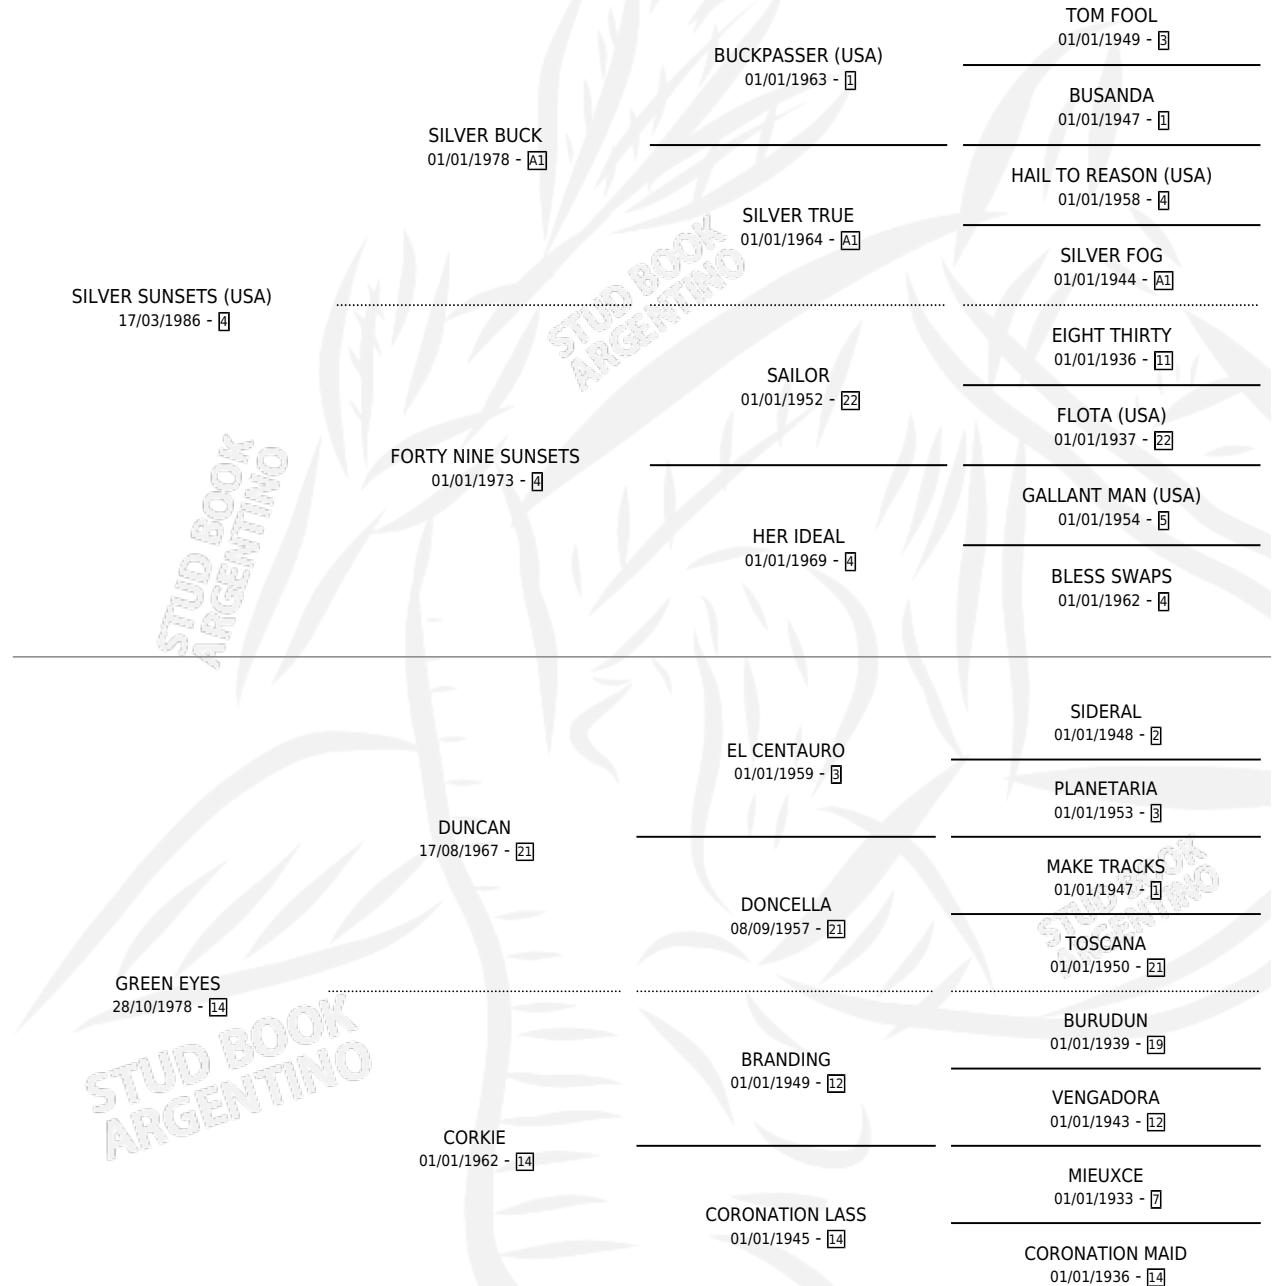 TOM FOOL
01/01/1949 - 3
BUCKPASSER (USA)
01/01/1963 - 1
BUSANDA
01/01/1947 - 1
SILVER BUCK
01/01/1978 - A1
HAIL TO REASON (USA)
01/01/1958 - 4
SILVER TRUE
01/01/1964 - A1
SILVER FOG
01/01/1944 - A1
SILVER SUNSETS (USA)
17/03/1986 - 4
EIGHT THIRTY
01/01/1936 - 11
SAILOR
01/01/1952 - 22
FLOTA (USA)
01/01/1937 - 22
FORTY NINE SUNSETS
01/01/1973 - 4
GALLANT MAN (USA)
01/01/1954 - 5
HER IDEAL
01/01/1969 - 4
BLESS SWAPS
01/01/1962 - 4
SIDERAL
01/01/1948 - 2
EL CENTAURO
01/01/1959 - 3
PLANETARIA
01/01/1953 - 3
DUNCAN
17/08/1967 - 21
MAKE TRACKS
01/01/1947 - 1
DONCELLA
08/09/1957 - 21
TOSCANA
01/01/1950 - 21
GREEN EYES
28/10/1978 - 14
BURUDUN
01/01/1939 - 19
BRANDING
01/01/1949 - 12
VENGADORA
01/01/1943 - 12
CORKIE
01/01/1962 - 14
MIEUXCE
01/01/1933 - 7
CORONATION LASS
01/01/1945 - 14
CORONATION MAID
01/01/1936 - 14
STUD BOOK
ARGENTINO
STUD BOOK
ARGENTINO
STUD BOOK
ARGENTINO
STUD BOOK
ARGENTINO